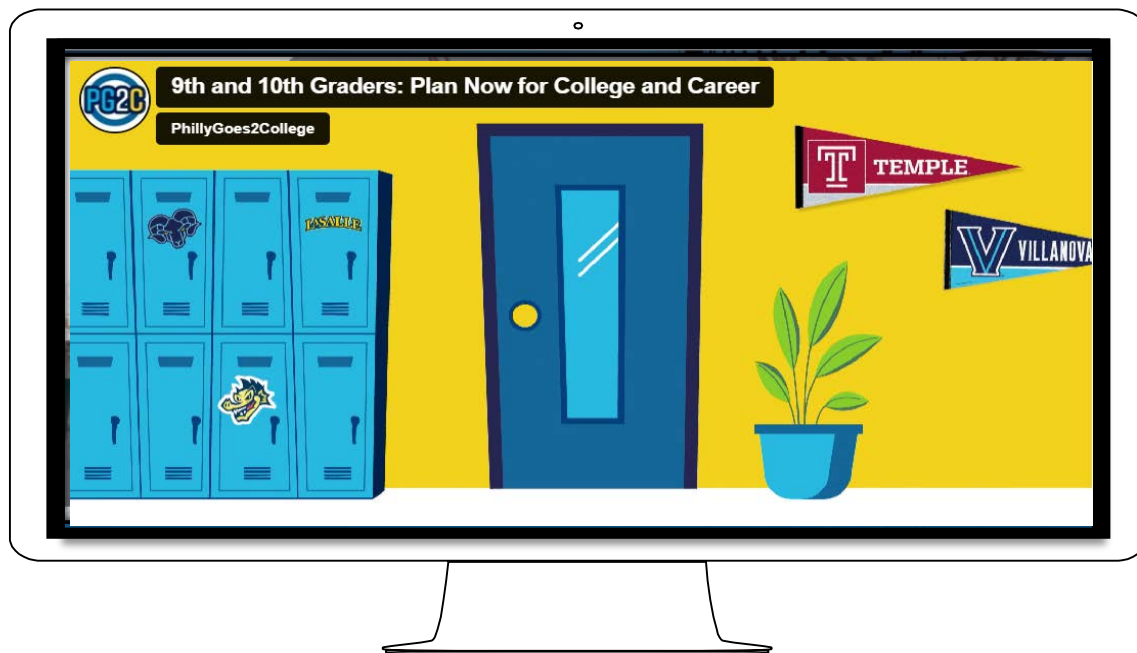 PG2C
9th and 10th Graders: Plan Now for College and Career
PhillyGoes2College
LASALLE
T TEMPLE
V VILLANOVA